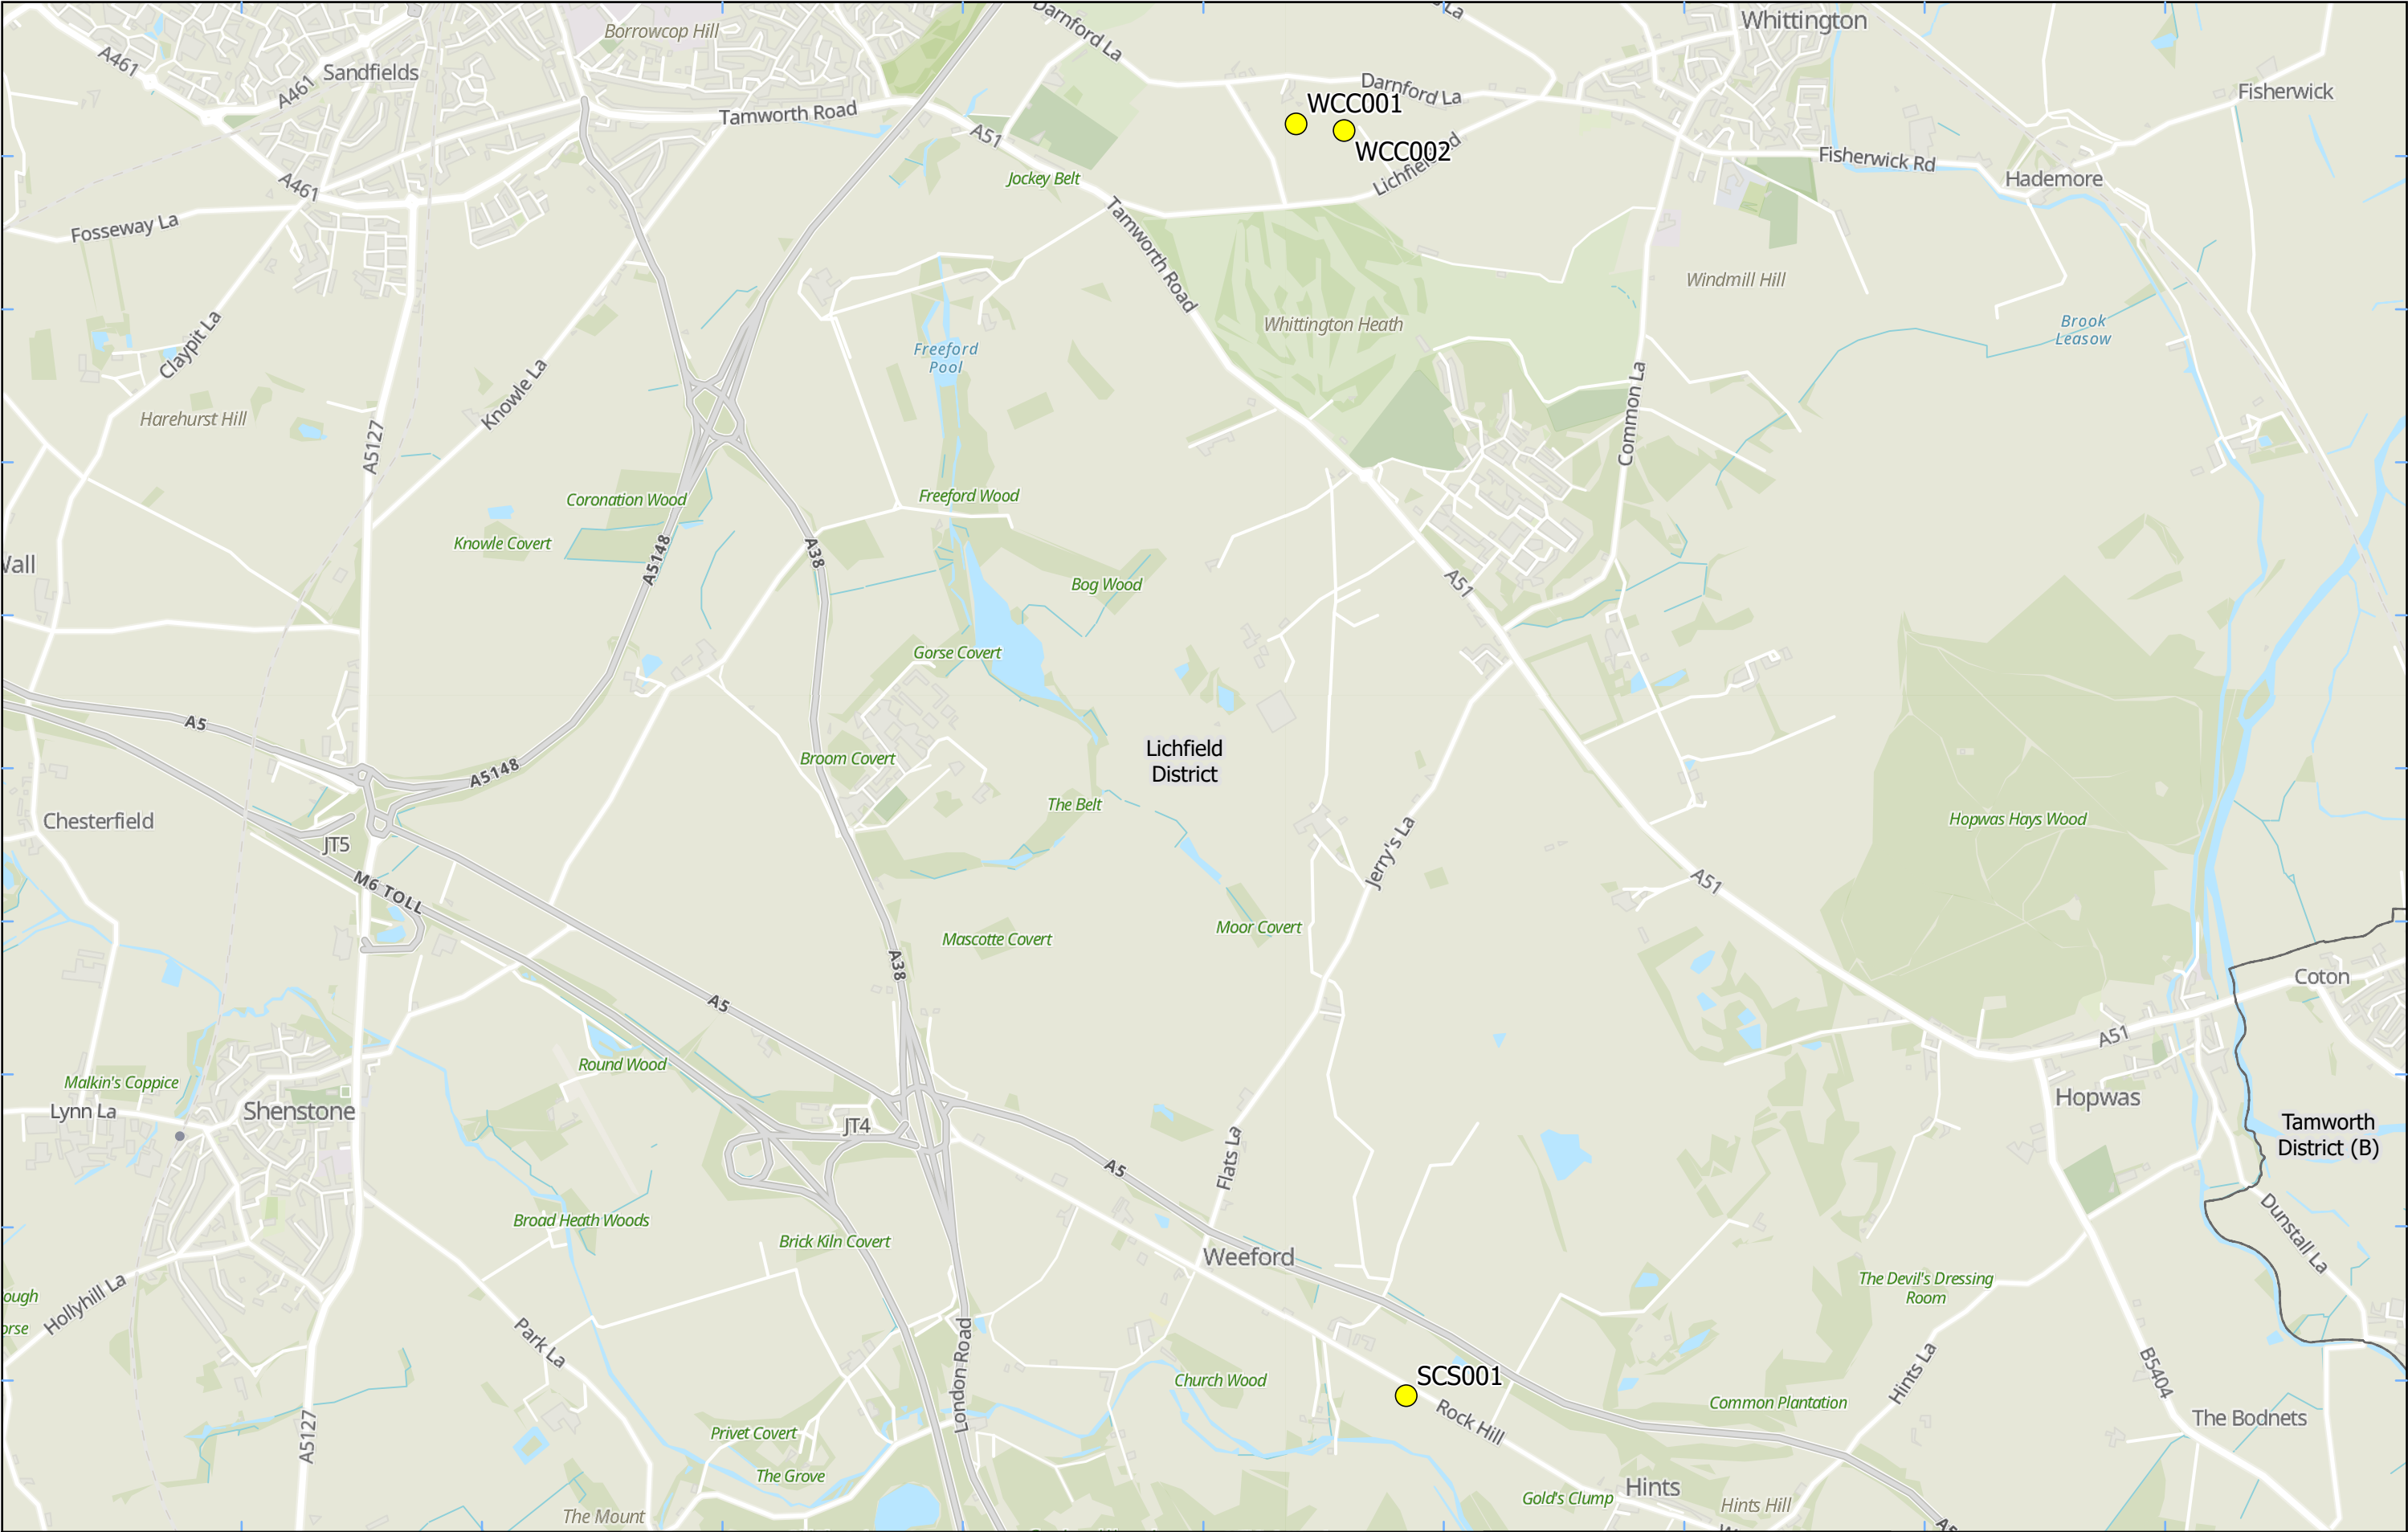 Borrowcop Hill
Darnford La
Whittington
A461
Sandfields
A461
Tamworth Road
A51
Darnford La
WCC001
WCC002
Fisherwick
Jockey Belt
Fisherwick Rd
Hademore
A461
Fosseway La
Tamworth Road
Windmill Hill
Whittington Heath
Brook
Leasow
Freeford
Pool
Claypit La
Knowle La
Harehurst Hill
A5127
Common La
Coronation Wood
Freeford Wood
Knowle Covert
A5148
A38
Bog Wood
A51
Gorse Covert
A5
A5148
Broom Covert
Lichfield
District
The Belt
Chesterfield
JT5
Hopwas Hays Wood
Jerry's La
M6 TOLL
A51
Moor Covert
Mascotte Covert
A38
A5
Coton
A51
Round Wood
Malkin's Coppice
Lynn La
Shenstone
JT4
Hopwas
Tamworth
District (B)
A5
Flats La
Broad Heath Woods
Brick Kiln Covert
Weeford
Dunstall La
The Devil's Dressing
Room
Hollyhill La
Park La
London Road
Church Wood
SCS001
Rock Hill
Common Plantation
Hints La
B5404
The Bodnets
A5127
Privet Covert
The Grove
The Mount
Gold's Clump
Hints
Hints Hill
A5